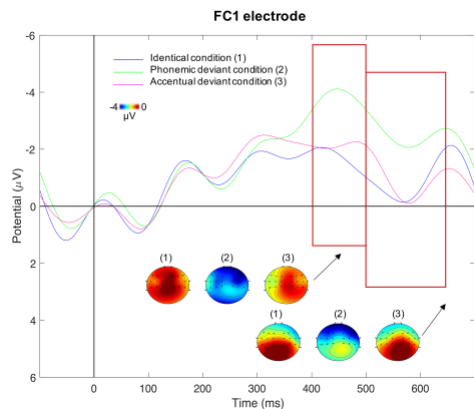 FC1 electrode
-6
-4
-2
0
2
4
6
Potential (μV)
Identical condition (1)
Phonemic deviant condition (2)
Accentual deviant condition (3)
-4 0
μV
(1) (2) (3)
(1) (2) (3)
0 100 200 300 400 500 600
Time (ms)